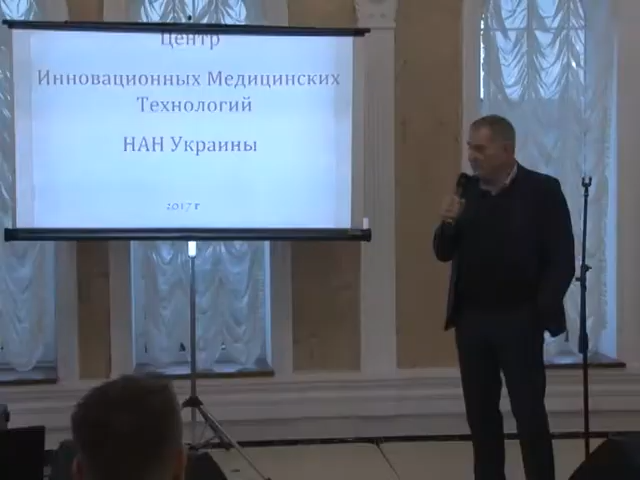 Центр
Инновационных Медицинских
Технологий
НАН Украины
2017 г